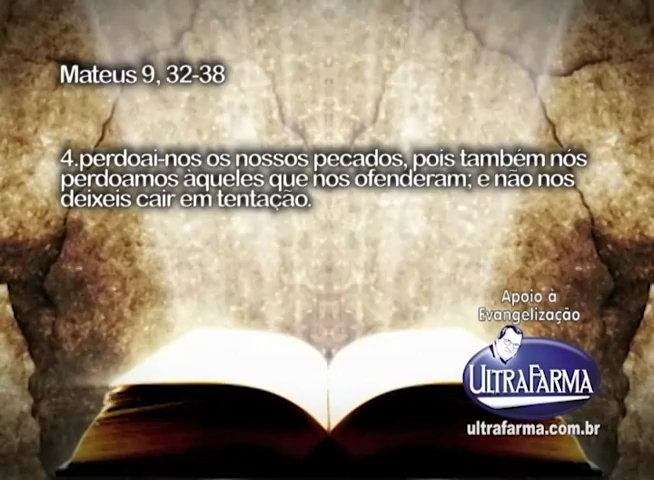 Mateus 9, 32-38
4.perdoai-nos os nossos pecados, pois também nós
perdoamos àqueles que nos ofenderam; e não nos
deixeis cair em tentação.
Apoio à
Evangelização
ULTRAFARMA
ultrafarma.com.br